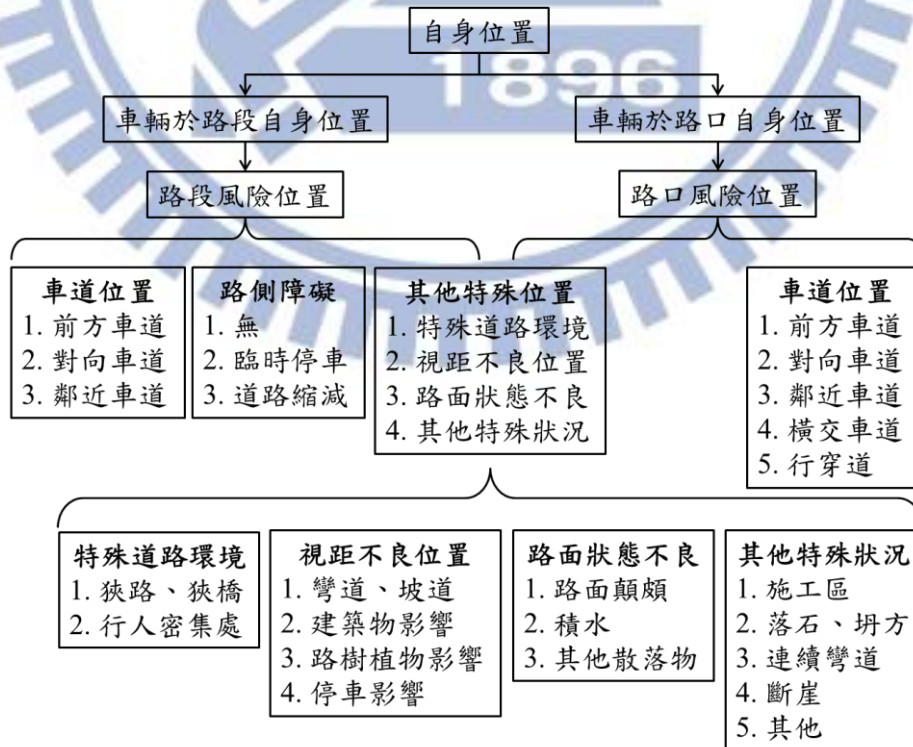 自身位置
1896
車輛於路段自身位置
車輛於路口自身位置
路段風險位置
路口風險位置
車道位置
1. 前方車道
2. 對向車道
3. 鄰近車道
路側障礙
1. 無
2. 臨時停車
3. 道路縮減
其他特殊位置
1. 特殊道路環境
2. 視距不良位置
3. 路面狀態不良
4. 其他特殊狀況
車道位置
1. 前方車道
2. 對向車道
3. 鄰近車道
4. 橫交車道
5. 行穿道
特殊道路環境
1. 狹路、狹橋
2. 行人密集處
視距不良位置
1. 彎道、坡道
2. 建築物影響
3. 路樹植物影響
4. 停車影響
路面狀態不良
1. 路面顛頗
2. 積水
3. 其他散落物
其他特殊狀況
1. 施工區
2. 落石、坍方
3. 連續彎道
4. 斷崖
5. 其他